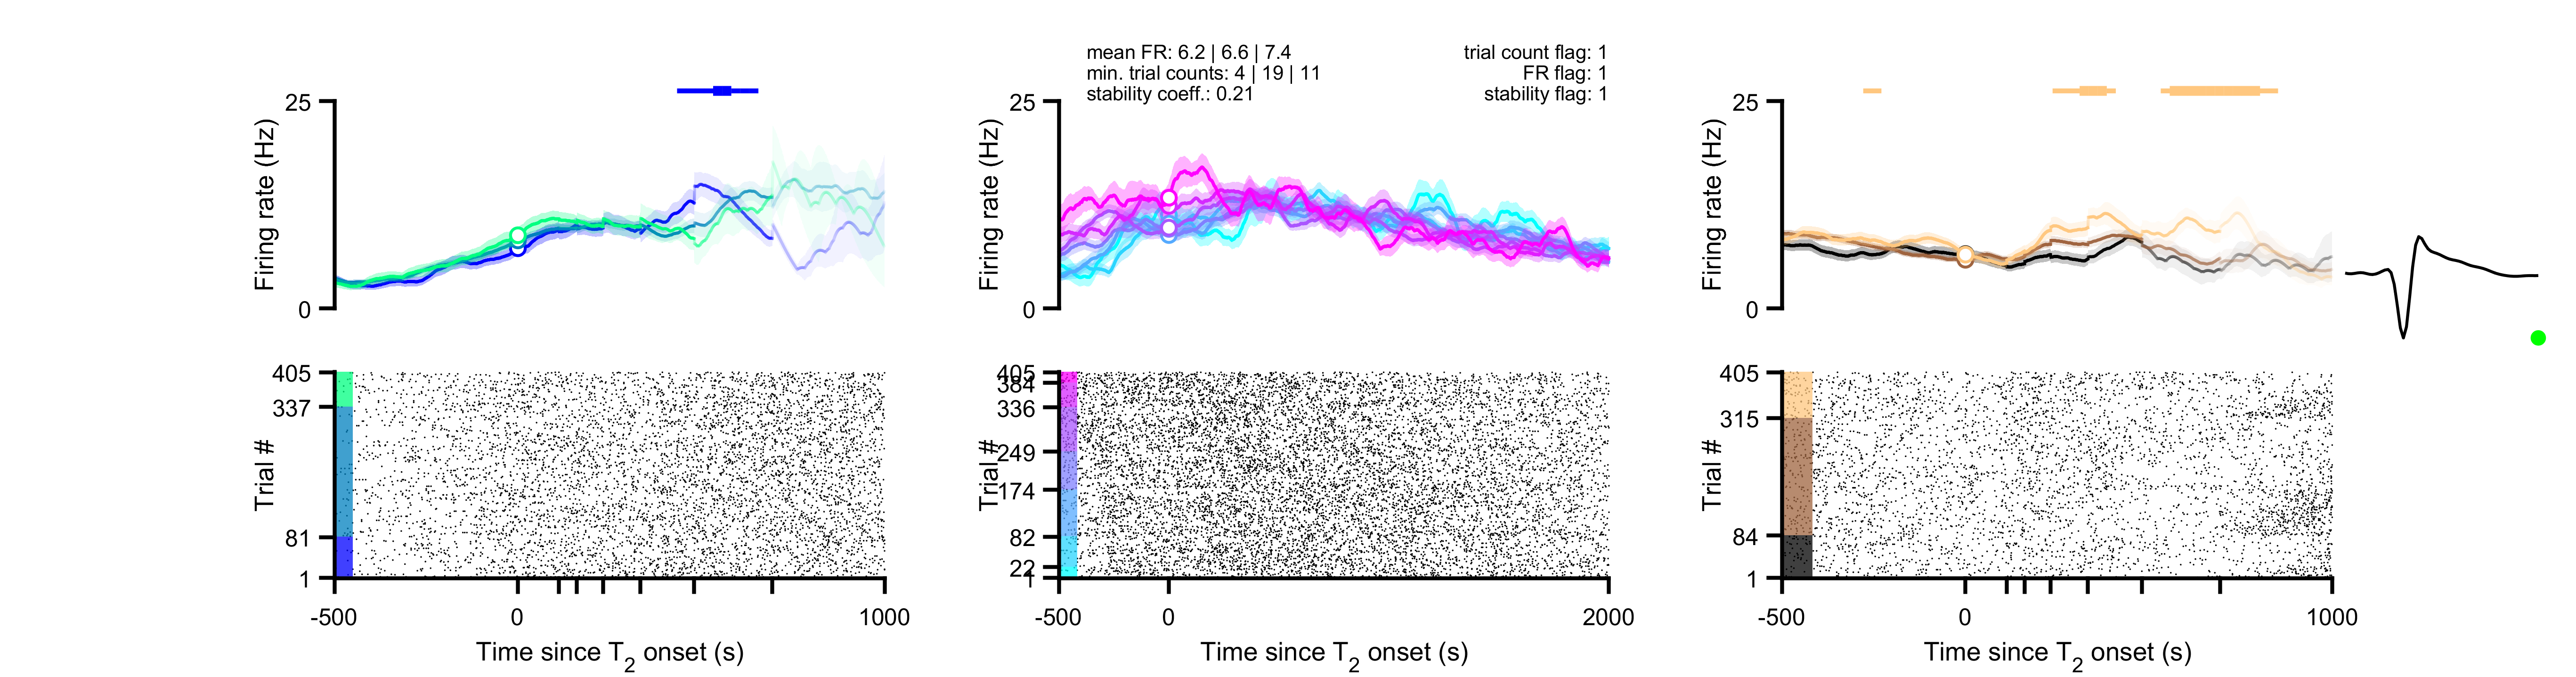 mean FR: 6.2 | 6.6 | 7.4
min. trial counts: 4 | 19 | 11
stability coeff.: 0.21
trial count flag: 1
FR flag: 1
stability flag: 1
25
0
Firing rate (Hz)
25
0
Firing rate (Hz)
25
0
Firing rate (Hz)
405
337
81
1
Trial #
-500
0
1000
Time since T2 onset (s)
405
384
336
249
174
82
22
1
Trial #
-500
0
2000
Time since T2 onset (s)
405
315
84
1
Trial #
-500
0
1000
Time since T2 onset (s)